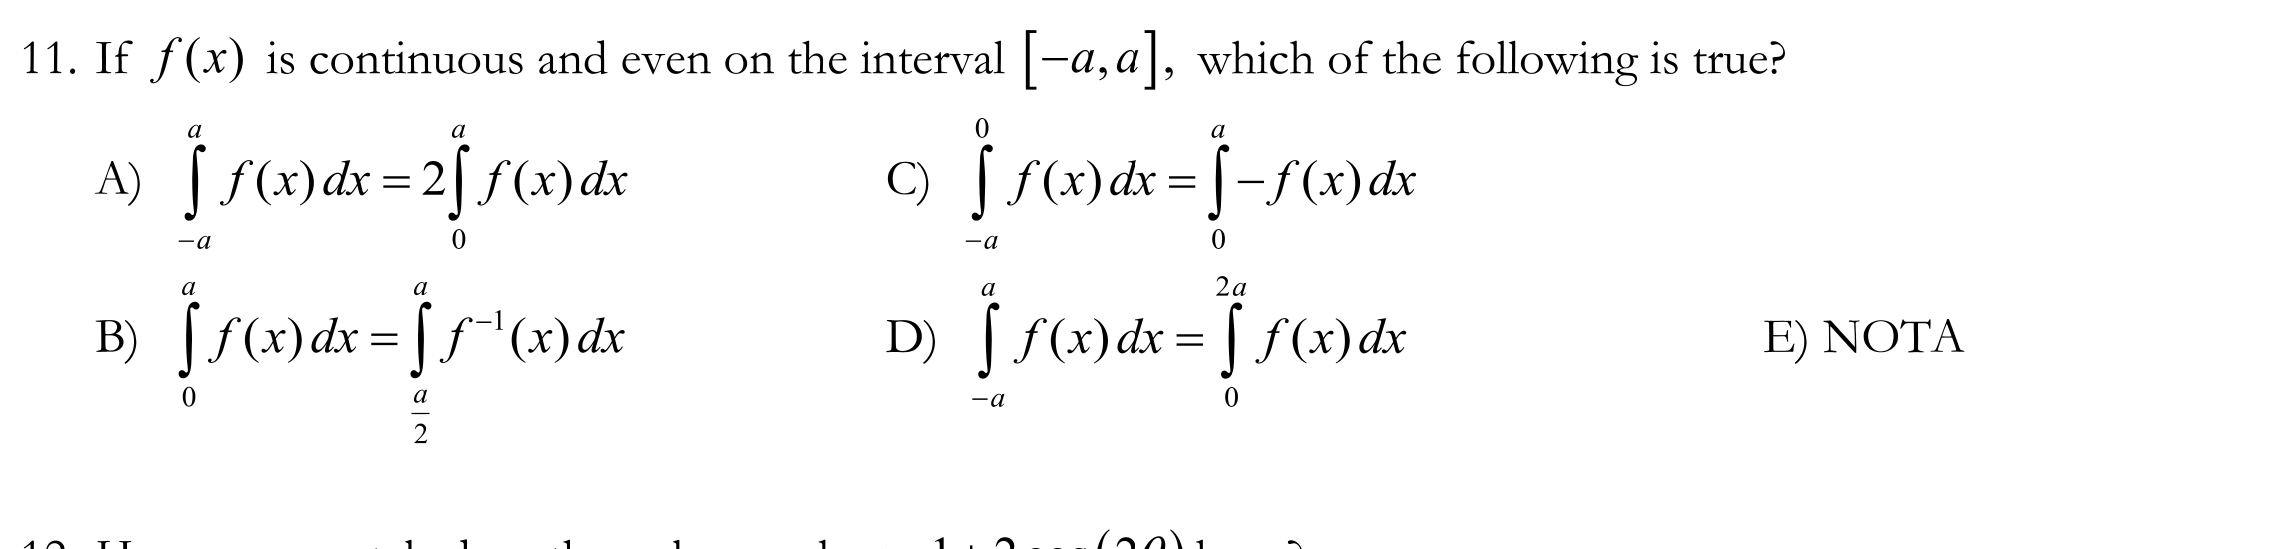 11. If f(x) is continuous and even on the interval [−a, a], which of the following is true?
A) ∫_{−a}^{a} f(x) dx = 2∫_{0}^{a} f(x) dx C) ∫_{−a}^{0} f(x) dx = ∫_{0}^{a} −f(x) dx
B) ∫_{0}^{a} f(x) dx = ∫_{a/2}^{a} f^{−1}(x) dx D) ∫_{−a}^{a} f(x) dx = ∫_{0}^{2a} f(x) dx E) NOTA